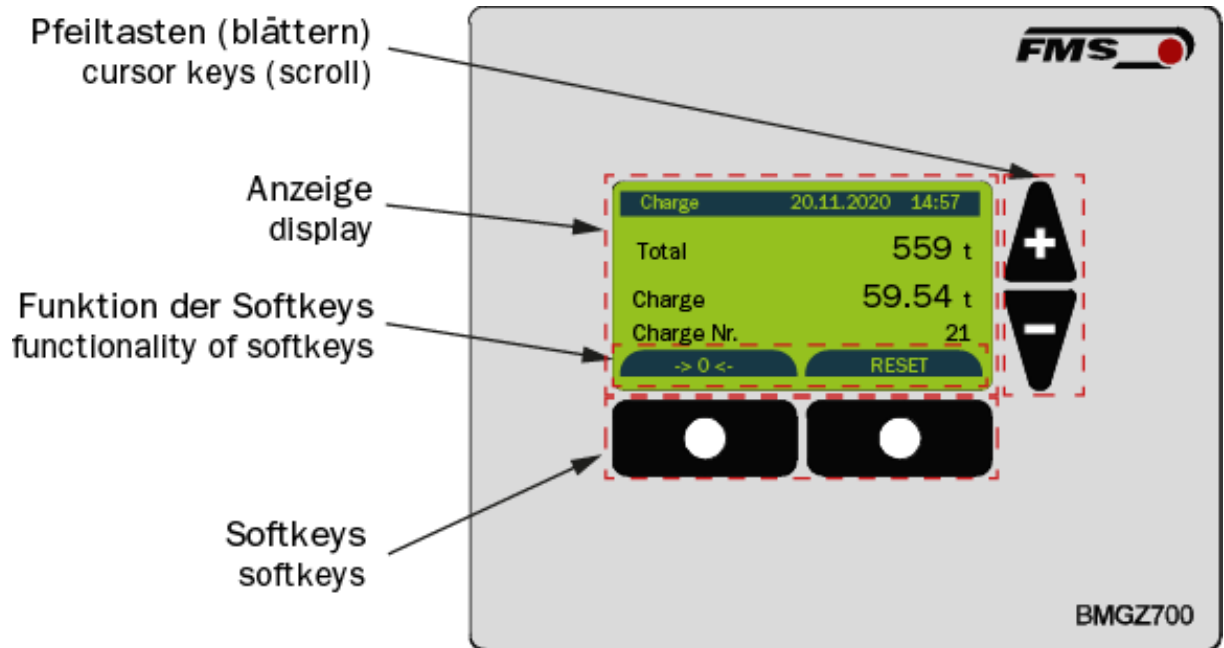 Pfeiltasten (blättern)
cursor keys (scroll)
FMS
Anzeige
display
Charge 20.11.2020 14:57
Total 559 t
Charge 59.54 t
Charge Nr. 21
-> 0 <- RESET
+
−
Funktion der Softkeys
functionality of softkeys
Softkeys
softkeys
BMGZ700